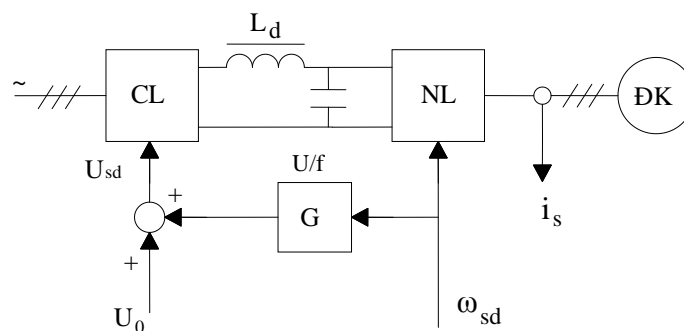 L_d
~
CL
NL
ĐK
U_sd
U/f
+
G
i_s
+
U_0
ω_sd